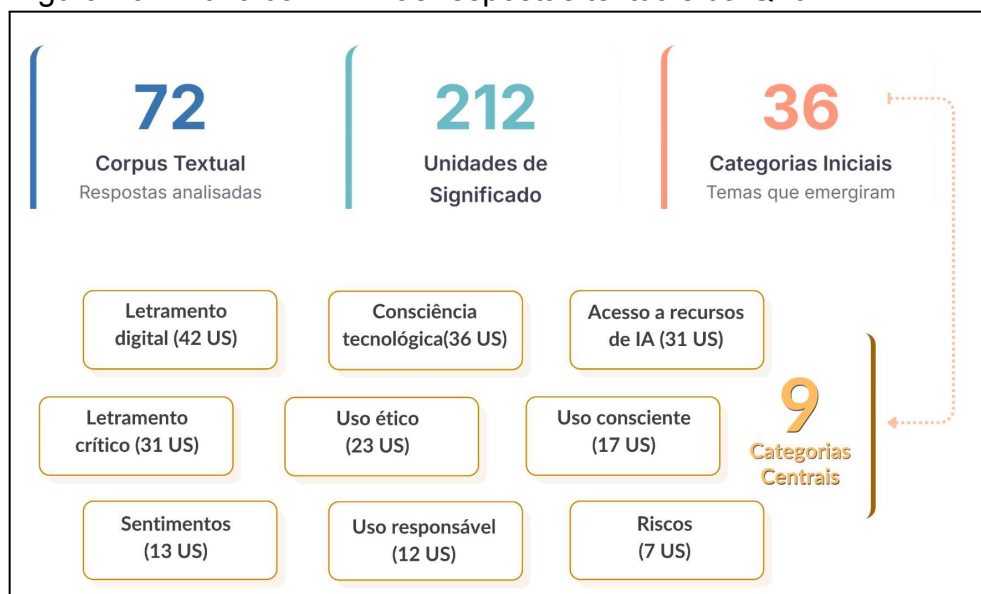 72
Corpus Textual
Respostas analisadas
212
Unidades de
Significado
36
Categorias Iniciais
Temas que emergiram
Letramento
digital (42 US)
Consciência
tecnológica(36 US)
Acesso a recursos
de IA (31 US)
Letramento
crítico (31 US)
Uso ético
(23 US)
Uso consciente
(17 US)
9
Categorias
Centrais
Sentimentos
(13 US)
Uso responsável
(12 US)
Riscos
(7 US)